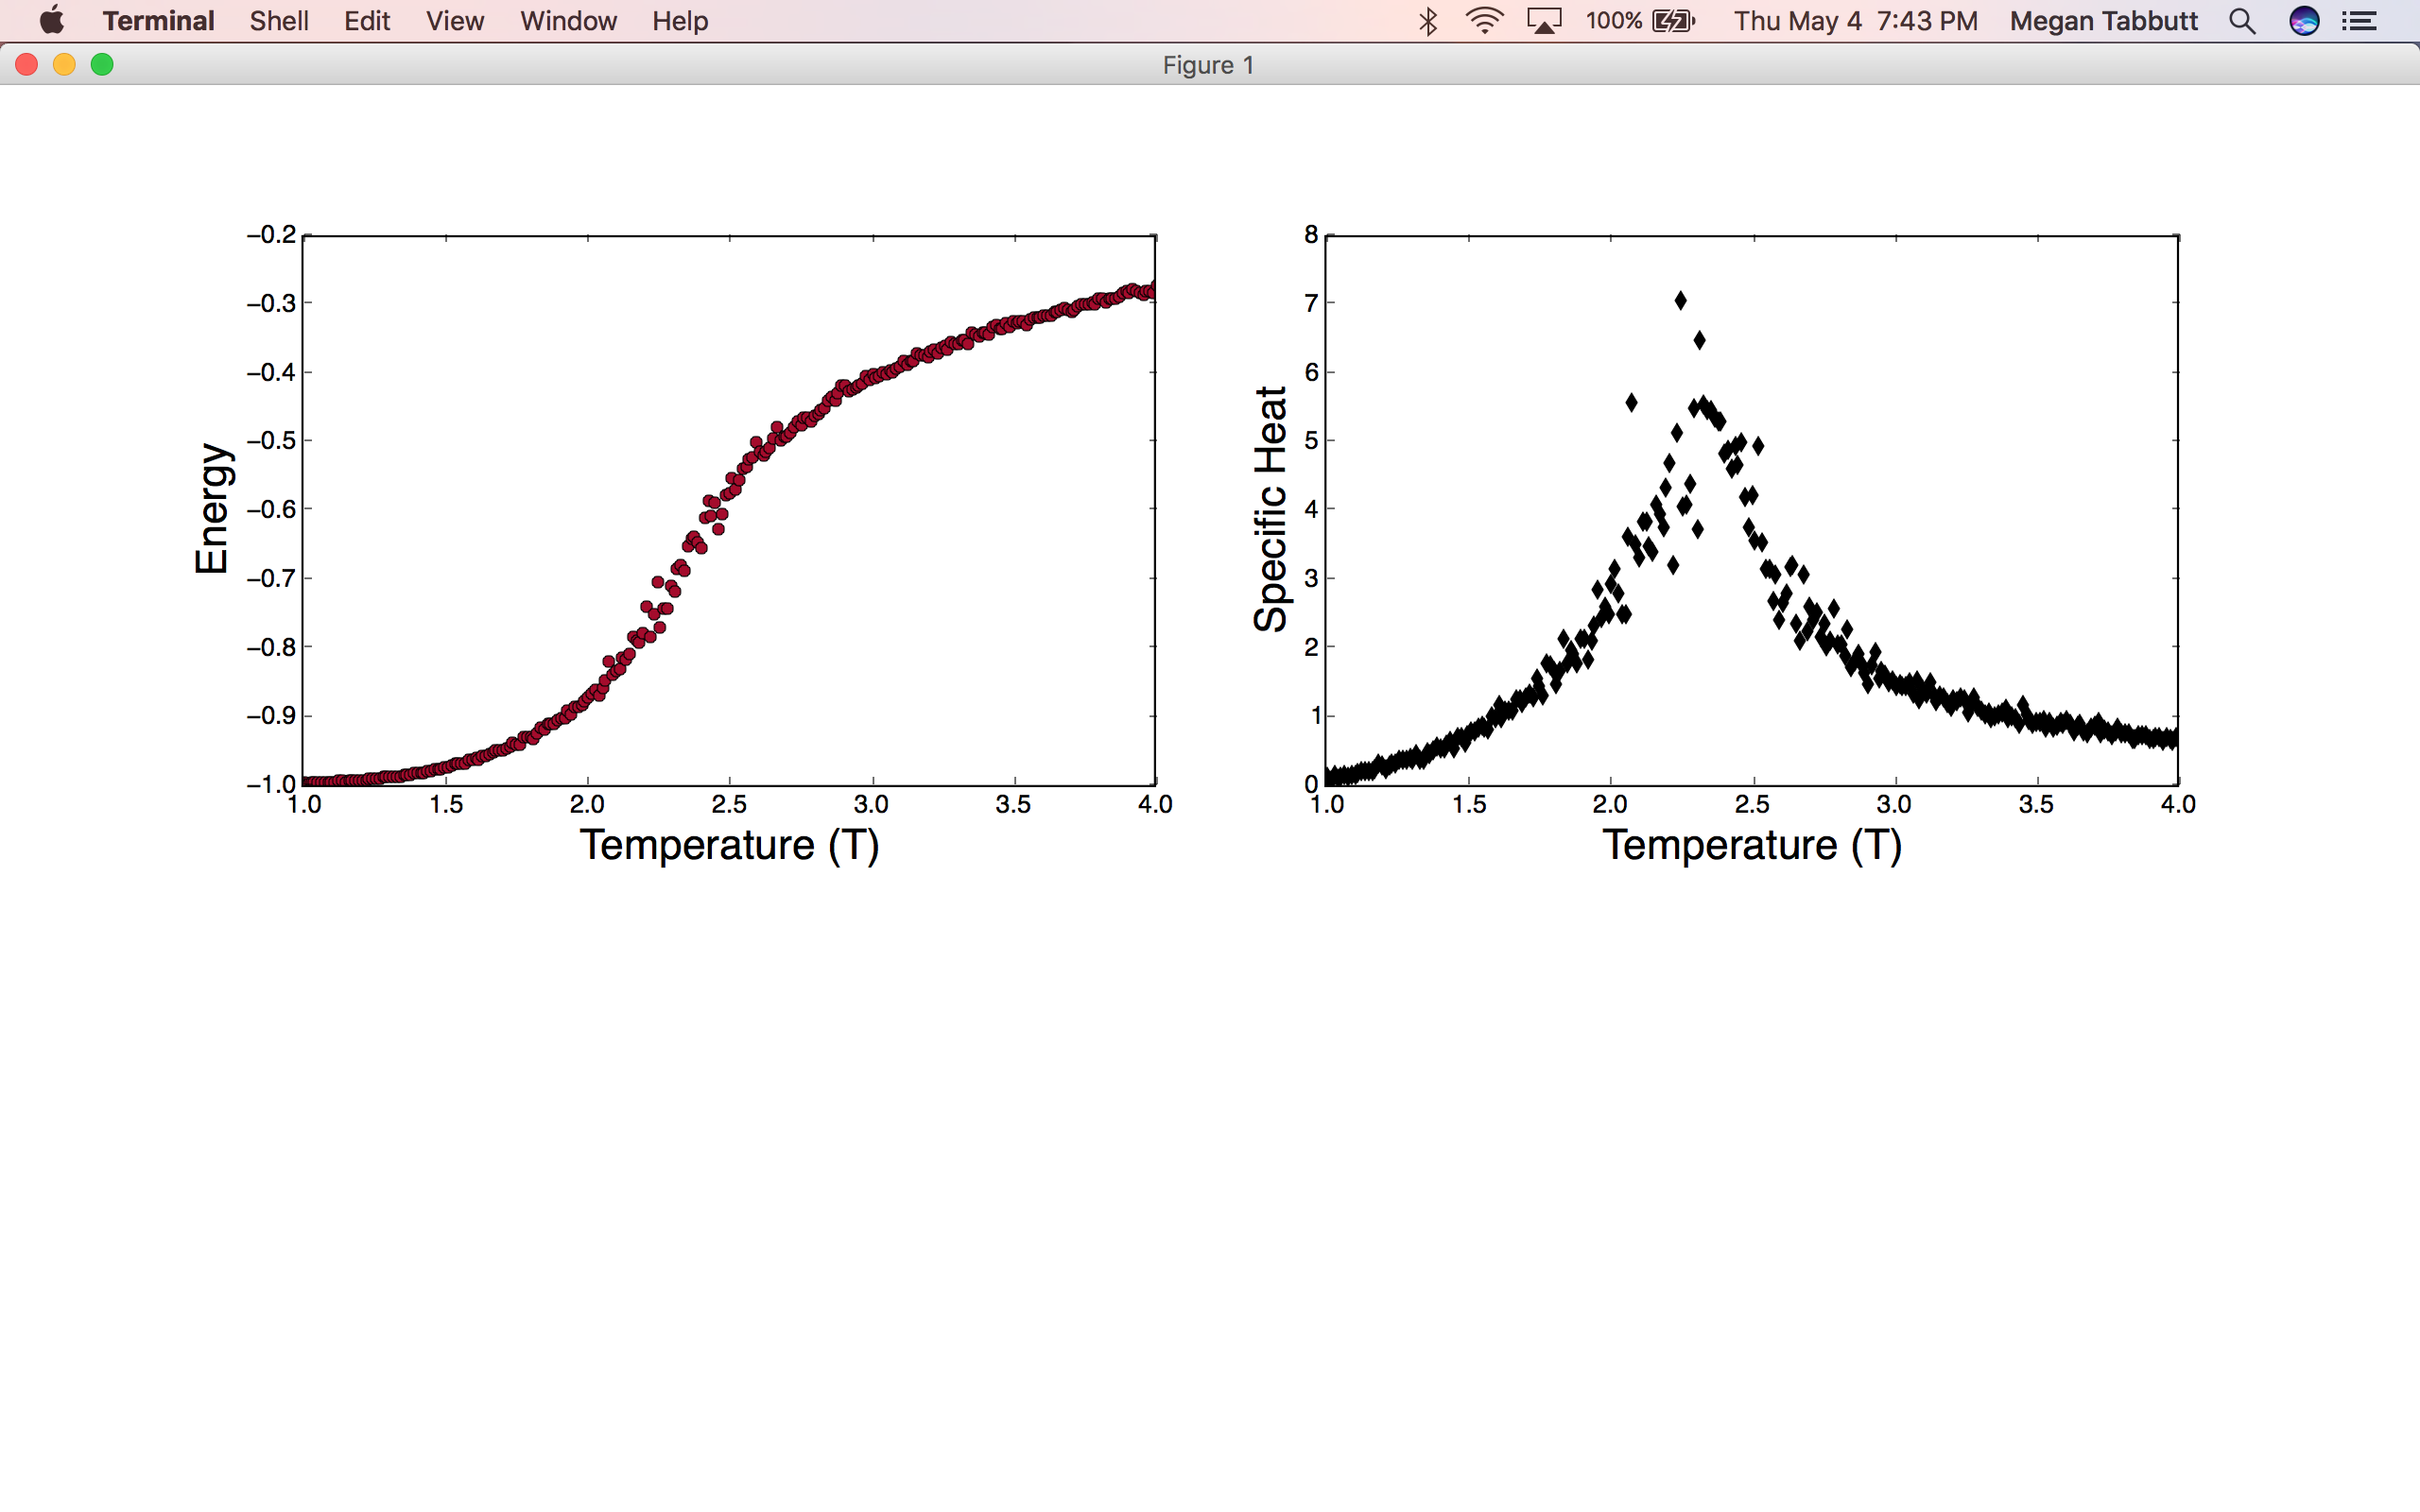 Terminal Shell Edit View Window Help 100% Thu May 4 7:43 PM Megan Tabbutt
Figure 1
−0.2
−0.3
−0.4
−0.5
−0.6
−0.7
−0.8
−0.9
−1.0
Energy
1.0 1.5 2.0 2.5 3.0 3.5 4.0
Temperature (T)
8
7
6
5
4
3
2
1
0
Specific Heat
1.0 1.5 2.0 2.5 3.0 3.5 4.0
Temperature (T)